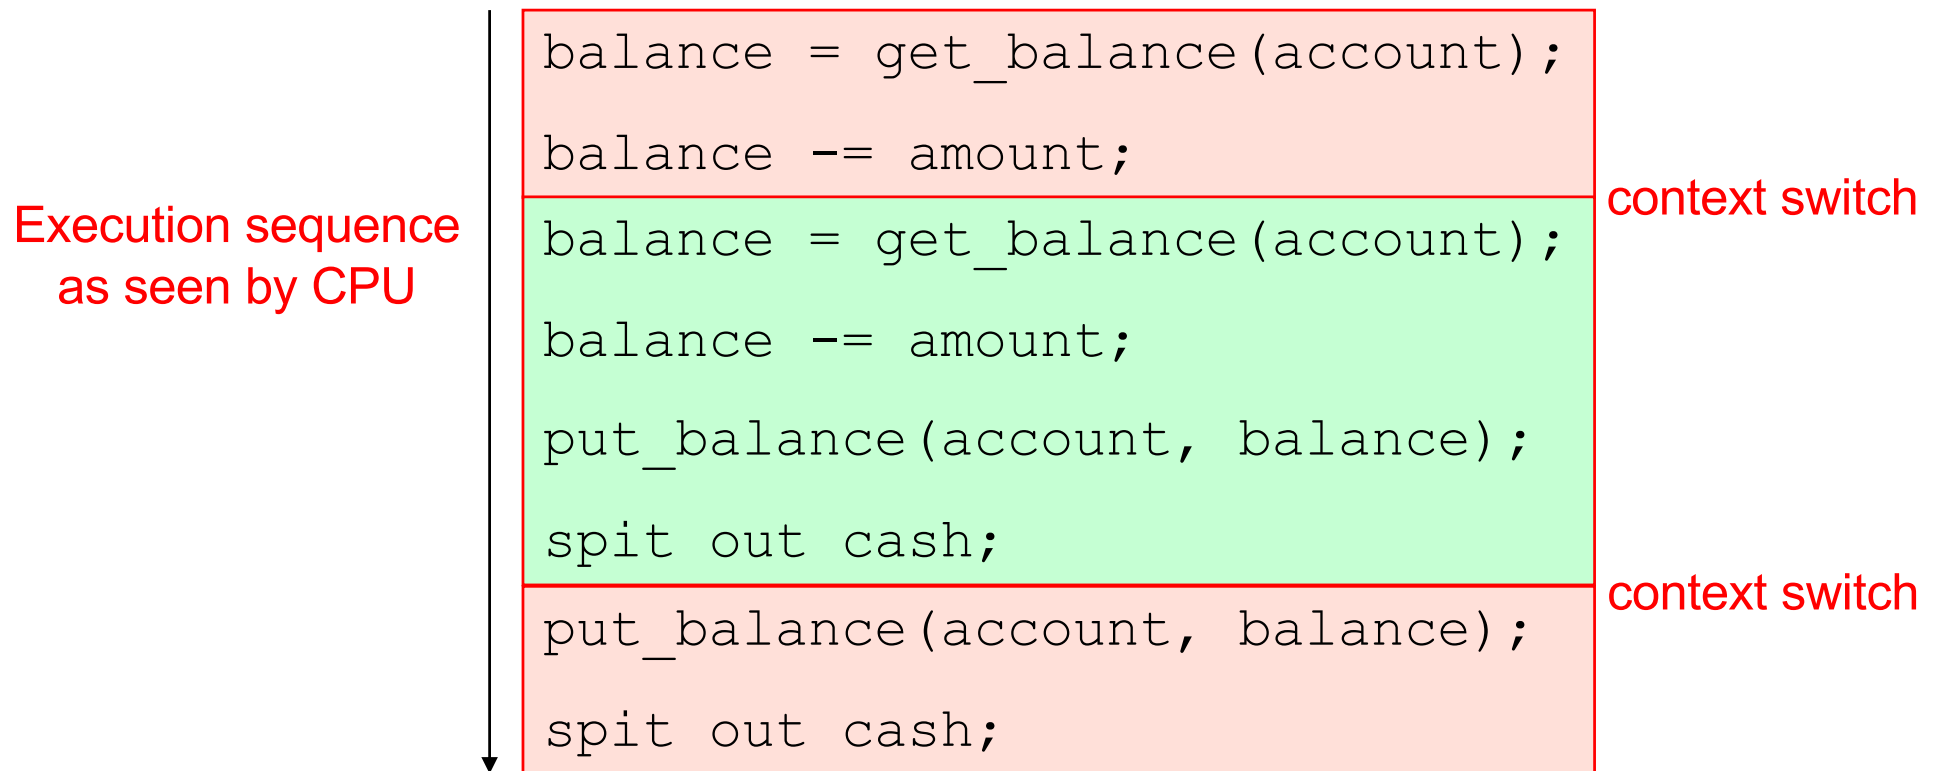 balance = get_balance(account);
balance -= amount;
context switch
Execution sequence
as seen by CPU
balance = get_balance(account);
balance -= amount;
put_balance(account, balance);
spit out cash;
context switch
put_balance(account, balance);
spit out cash;